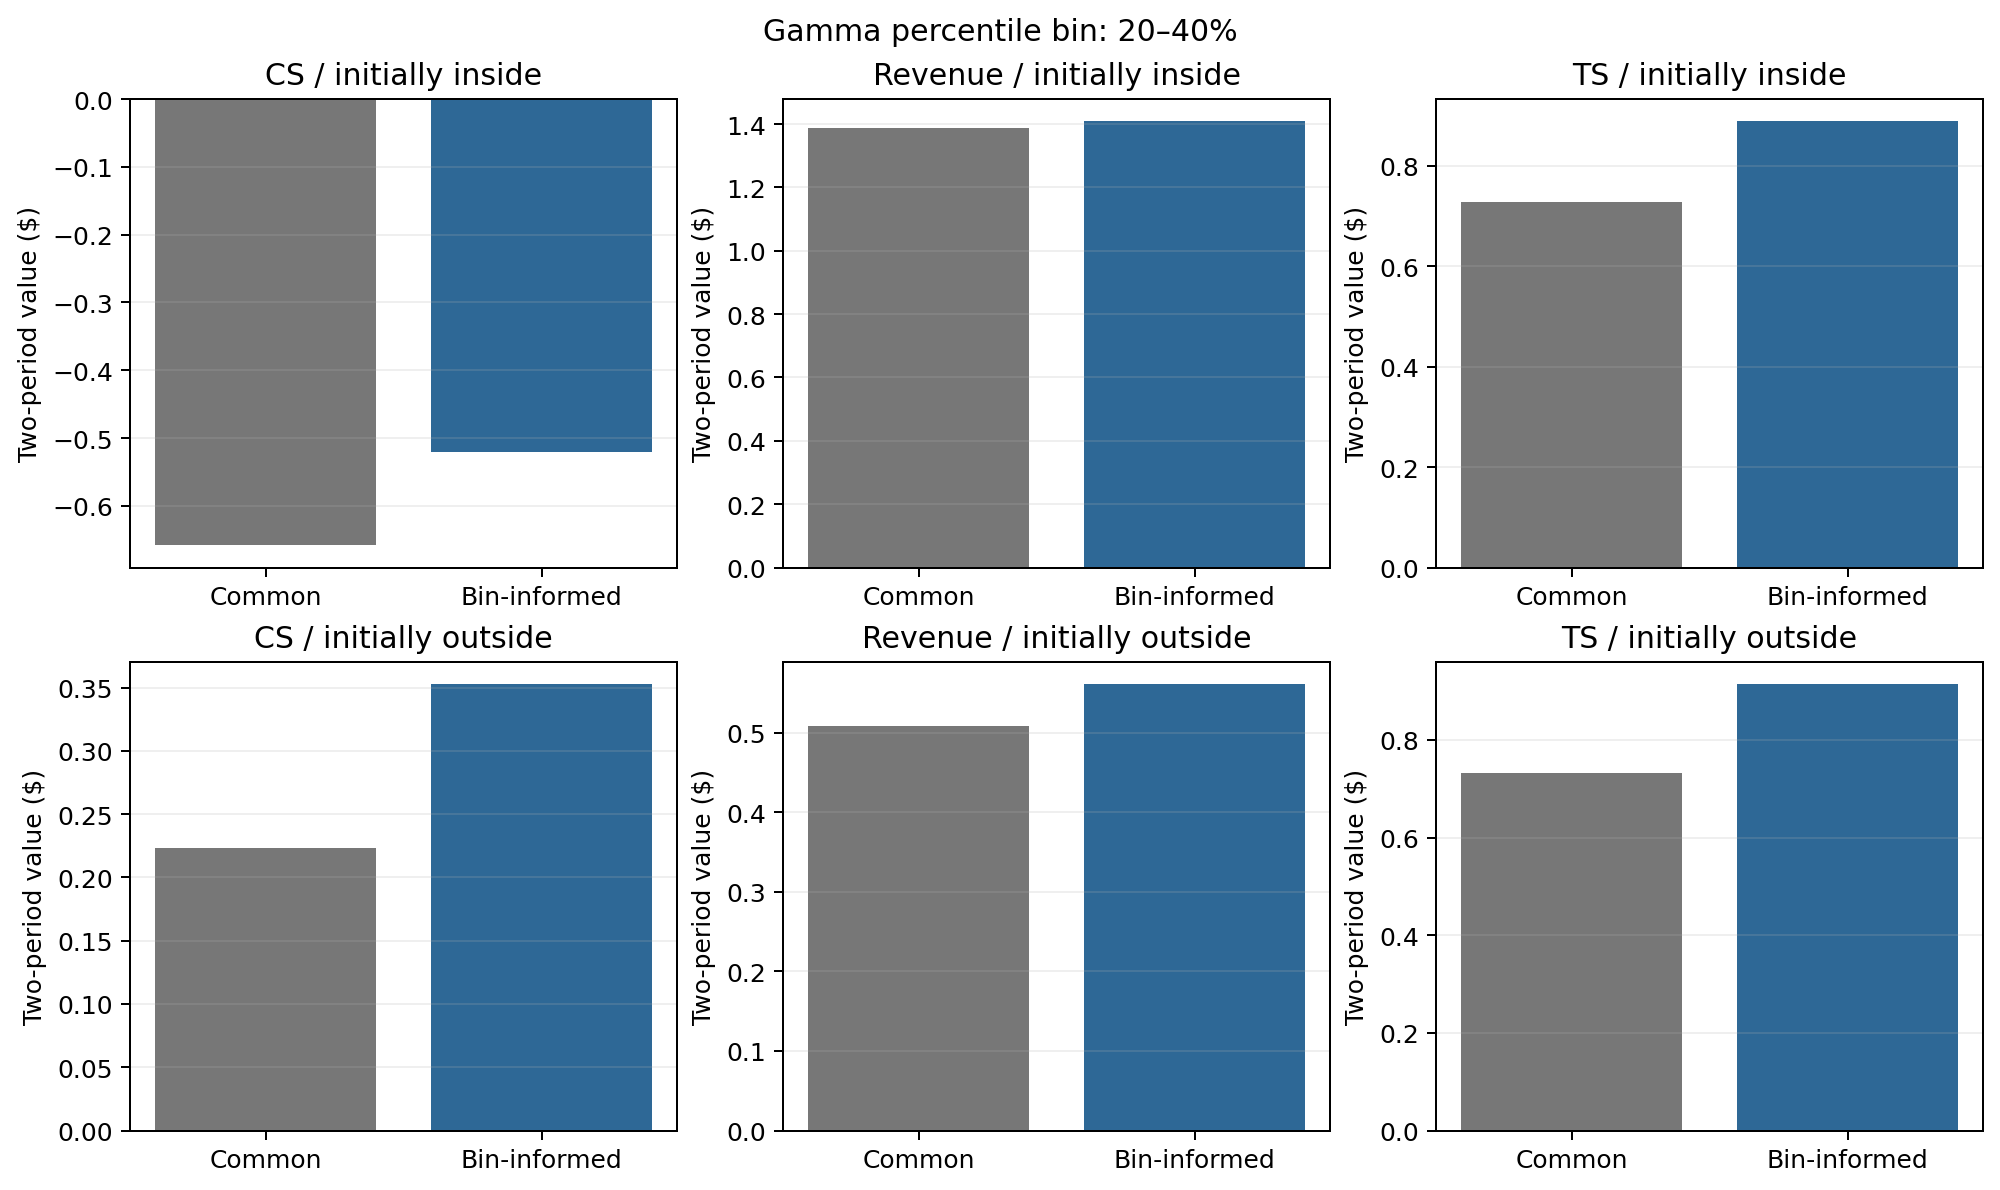 Gamma percentile bin: 20–40%
CS / initially inside
Two-period value ($)
0.0
−0.1
−0.2
−0.3
−0.4
−0.5
−0.6
Common
Bin-informed
Revenue / initially inside
Two-period value ($)
1.4
1.2
1.0
0.8
0.6
0.4
0.2
0.0
Common
Bin-informed
TS / initially inside
Two-period value ($)
0.8
0.6
0.4
0.2
0.0
Common
Bin-informed
CS / initially outside
Two-period value ($)
0.35
0.30
0.25
0.20
0.15
0.10
0.05
0.00
Common
Bin-informed
Revenue / initially outside
Two-period value ($)
0.5
0.4
0.3
0.2
0.1
0.0
Common
Bin-informed
TS / initially outside
Two-period value ($)
0.8
0.6
0.4
0.2
0.0
Common
Bin-informed